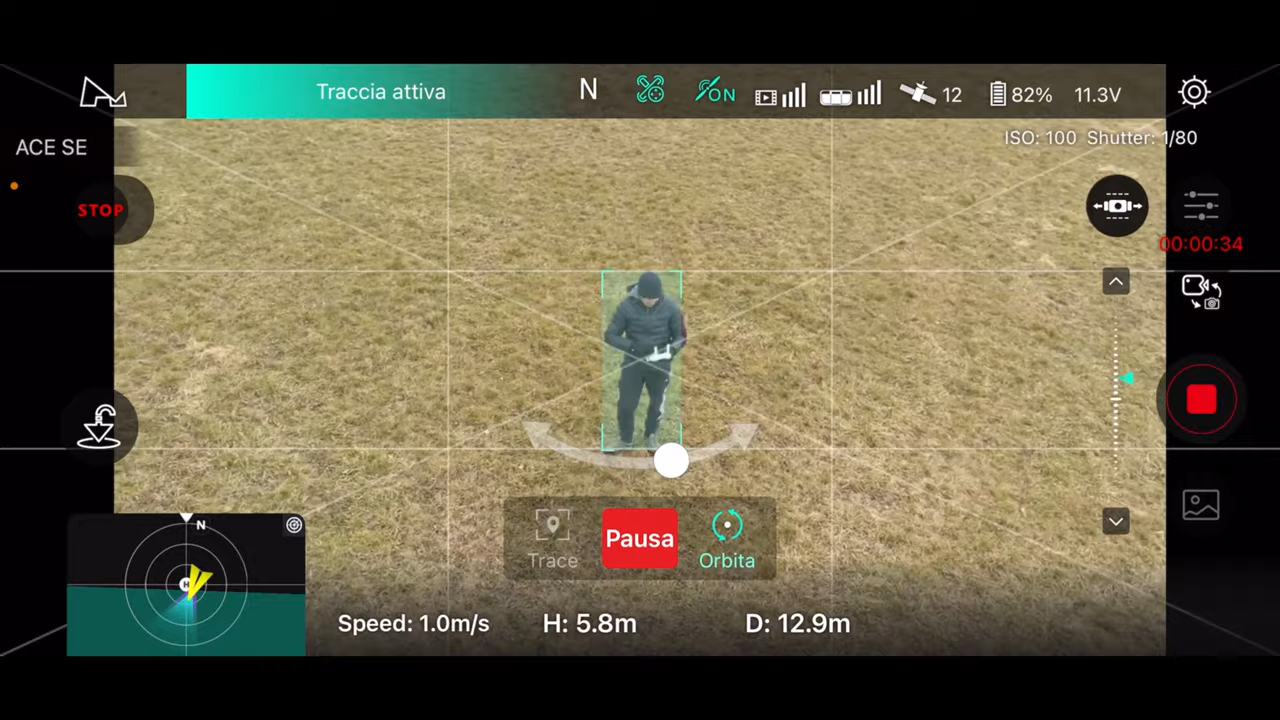 Traccia attiva
N
ON
12
82%
11.3V
ISO: 100 Shutter: 1/80
ACE SE
STOP
00:00:34
N
H
Trace
Pausa
Orbita
Speed: 1.0m/s
H: 5.8m
D: 12.9m